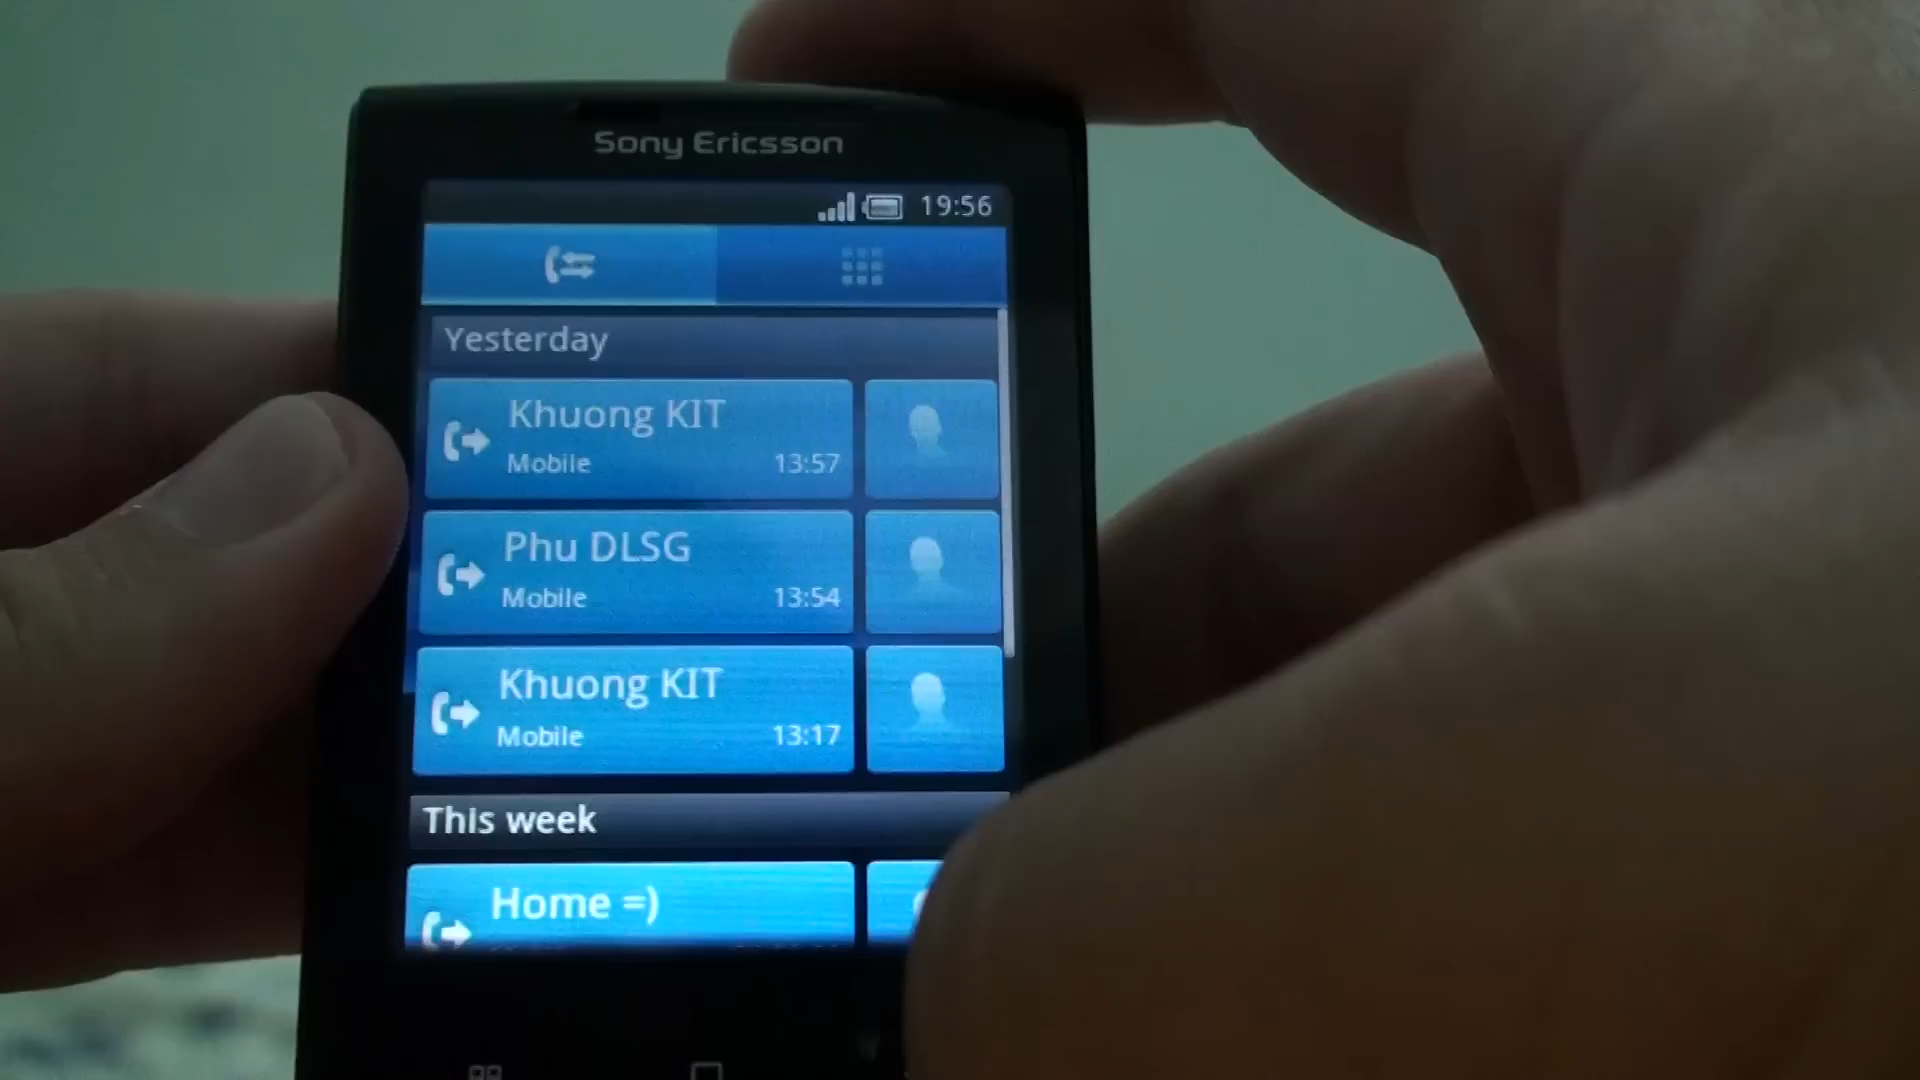 Sony Ericsson
19:56
Yesterday
Khuong KIT
Mobile 13:57
Phu DLSG
Mobile 13:54
Khuong KIT
Mobile 13:17
This week
Home =)